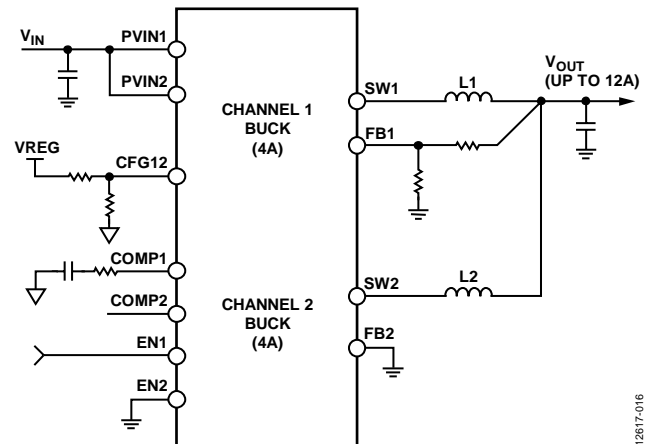 VIN
PVIN1
PVIN2
VREG
CFG12
COMP1
COMP2
EN1
EN2
CHANNEL 1
BUCK
(4A)
CHANNEL 2
BUCK
(4A)
SW1
L1
FB1
VOUT
(UP TO 12A)
SW2
L2
FB2
12617-016